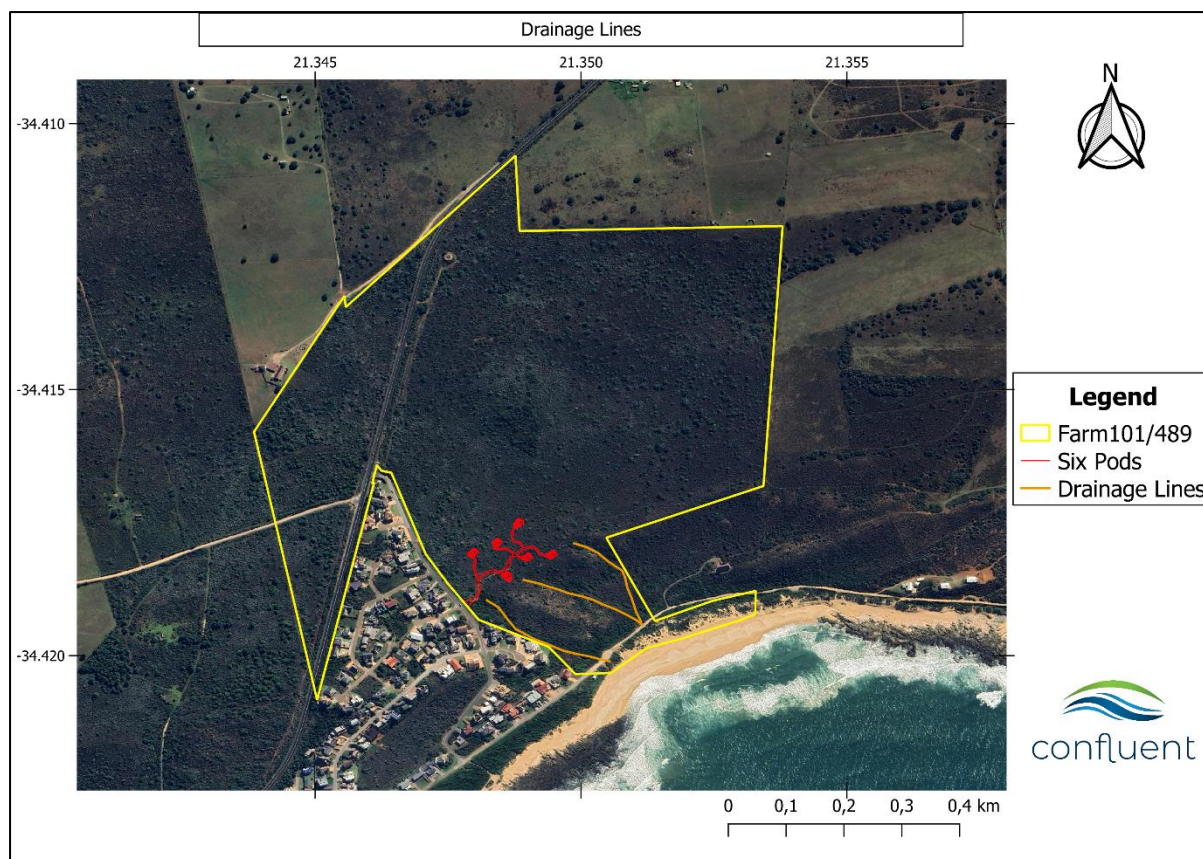 Drainage Lines
21.345
21.350
21.355
N
-34.410
-34.415
-34.420
Legend
Farm101/489
Six Pods
Drainage Lines
confluent
0 0,1 0,2 0,3 0,4 km